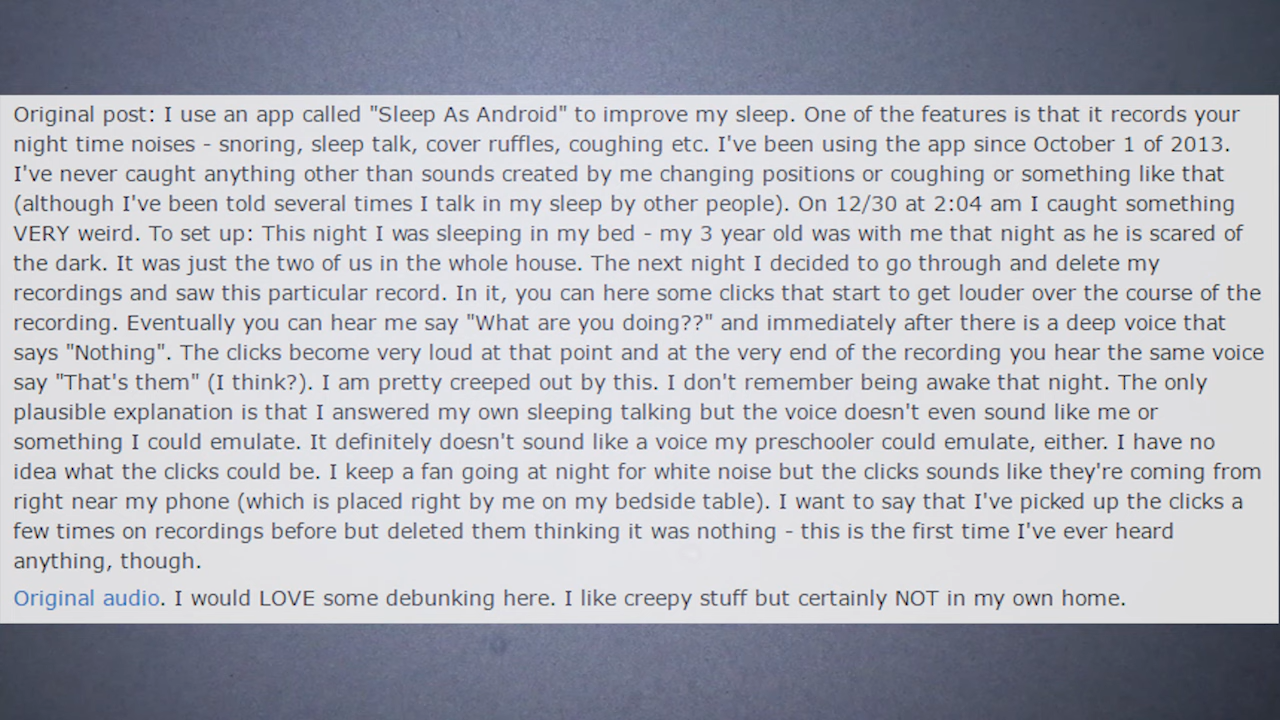 Original post: I use an app called "Sleep As Android" to improve my sleep. One of the features is that it records your
night time noises - snoring, sleep talk, cover ruffles, coughing etc. I've been using the app since October 1 of 2013.
I've never caught anything other than sounds created by me changing positions or coughing or something like that
(although I've been told several times I talk in my sleep by other people). On 12/30 at 2:04 am I caught something
VERY weird. To set up: This night I was sleeping in my bed - my 3 year old was with me that night as he is scared of
the dark. It was just the two of us in the whole house. The next night I decided to go through and delete my
recordings and saw this particular record. In it, you can here some clicks that start to get louder over the course of the
recording. Eventually you can hear me say "What are you doing??" and immediately after there is a deep voice that
says "Nothing". The clicks become very loud at that point and at the very end of the recording you hear the same voice
say "That's them" (I think?). I am pretty creeped out by this. I don't remember being awake that night. The only
plausible explanation is that I answered my own sleeping talking but the voice doesn't even sound like me or
something I could emulate. It definitely doesn't sound like a voice my preschooler could emulate, either. I have no
idea what the clicks could be. I keep a fan going at night for white noise but the clicks sounds like they're coming from
right near my phone (which is placed right by me on my bedside table). I want to say that I've picked up the clicks a
few times on recordings before but deleted them thinking it was nothing - this is the first time I've ever heard
anything, though.
Original audio. I would LOVE some debunking here. I like creepy stuff but certainly NOT in my own home.